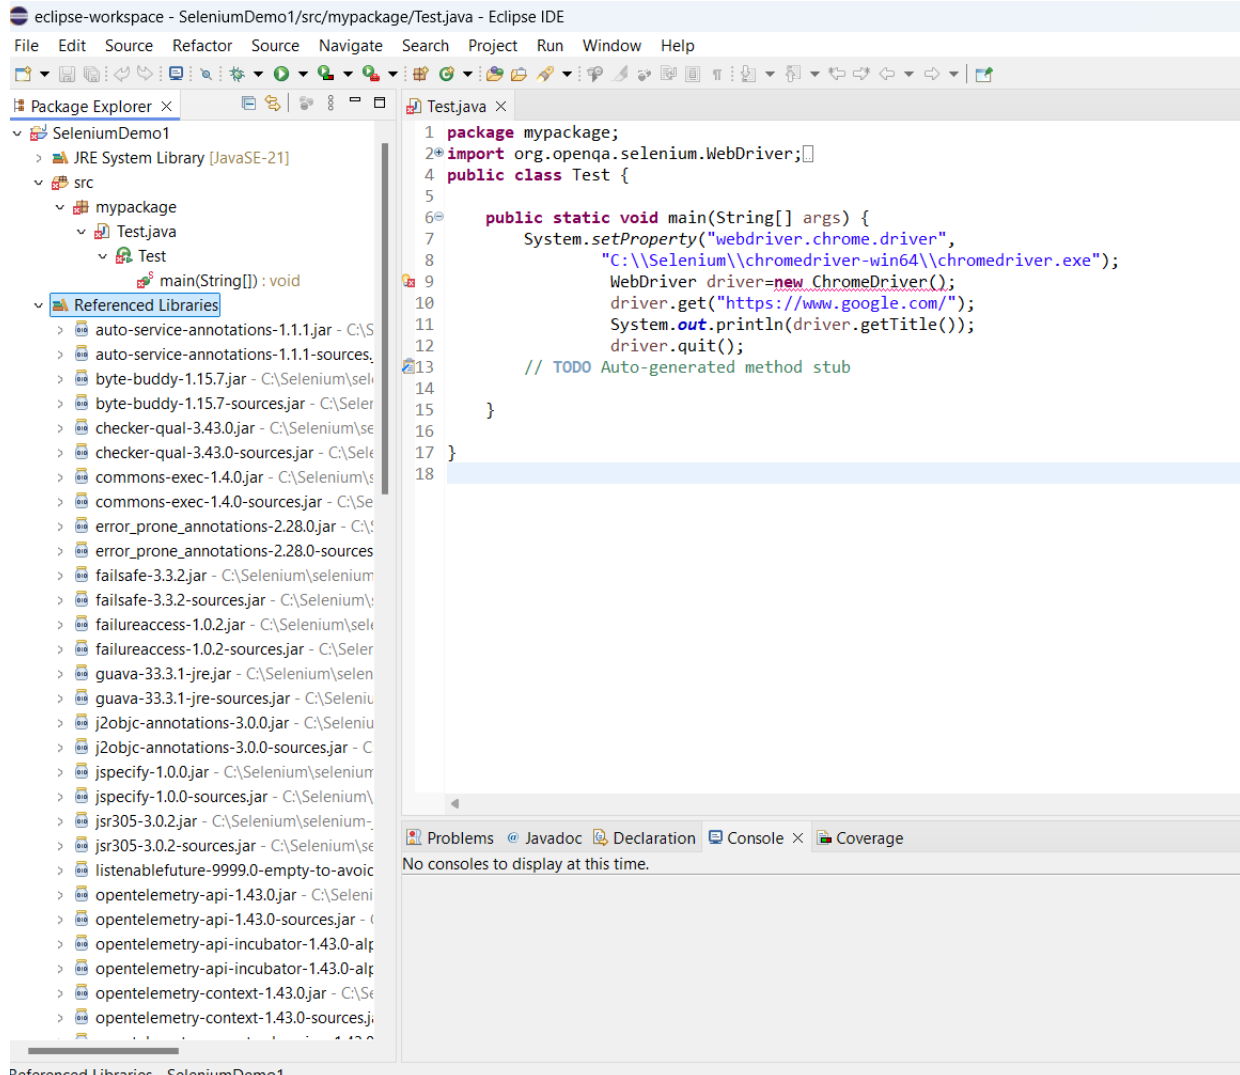 eclipse-workspace - SeleniumDemo1/src/mypackage/Test.java - Eclipse IDE
File Edit Source Refactor Source Navigate Search Project Run Window Help
Package Explorer
SeleniumDemo1
JRE System Library [JavaSE-21]
src
mypackage
Test.java
Test
main(String[]) : void
Referenced Libraries
auto-service-annotations-1.1.1.jar - C:\S
auto-service-annotations-1.1.1-sources.
byte-buddy-1.15.7.jar - C:\Selenium\sel
byte-buddy-1.15.7-sources.jar - C:\Seler
checker-qual-3.43.0.jar - C:\Selenium\se
checker-qual-3.43.0-sources.jar - C:\Sele
commons-exec-1.4.0.jar - C:\Selenium\s
commons-exec-1.4.0-sources.jar - C:\Se
error_prone_annotations-2.28.0.jar - C:\
error_prone_annotations-2.28.0-sources
failsafe-3.3.2.jar - C:\Selenium\selenium
failsafe-3.3.2-sources.jar - C:\Selenium\
failureaccess-1.0.2.jar - C:\Selenium\sele
failureaccess-1.0.2-sources.jar - C:\Seler
guava-33.3.1-jre.jar - C:\Selenium\selen
guava-33.3.1-jre-sources.jar - C:\Seleniu
j2objc-annotations-3.0.0.jar - C:\Seleniu
j2objc-annotations-3.0.0-sources.jar - C
jspecify-1.0.0.jar - C:\Selenium\selenium
jspecify-1.0.0-sources.jar - C:\Selenium\
jsr305-3.0.2.jar - C:\Selenium\selenium-
jsr305-3.0.2-sources.jar - C:\Selenium\se
listenablefuture-9999.0-empty-to-avoid
opentelemetry-api-1.43.0.jar - C:\Seleni
opentelemetry-api-1.43.0-sources.jar -
opentelemetry-api-incubator-1.43.0-alp
opentelemetry-api-incubator-1.43.0-alp
opentelemetry-context-1.43.0.jar - C:\Se
opentelemetry-context-1.43.0-sources.j
Test.java
1 package mypackage;
2 import org.openqa.selenium.WebDriver;
4 public class Test {
5
6 public static void main(String[] args) {
7 System.setProperty("webdriver.chrome.driver",
8 "C:\\Selenium\\chromedriver-win64\\chromedriver.exe");
9 WebDriver driver=new ChromeDriver();
10 driver.get("https://www.google.com/");
11 System.out.println(driver.getTitle());
12 driver.quit();
13 // TODO Auto-generated method stub
14
15 }
16
17 }
18
Problems @ Javadoc Declaration Console Coverage
No consoles to display at this time.
Referenced Libraries - SeleniumDemo1